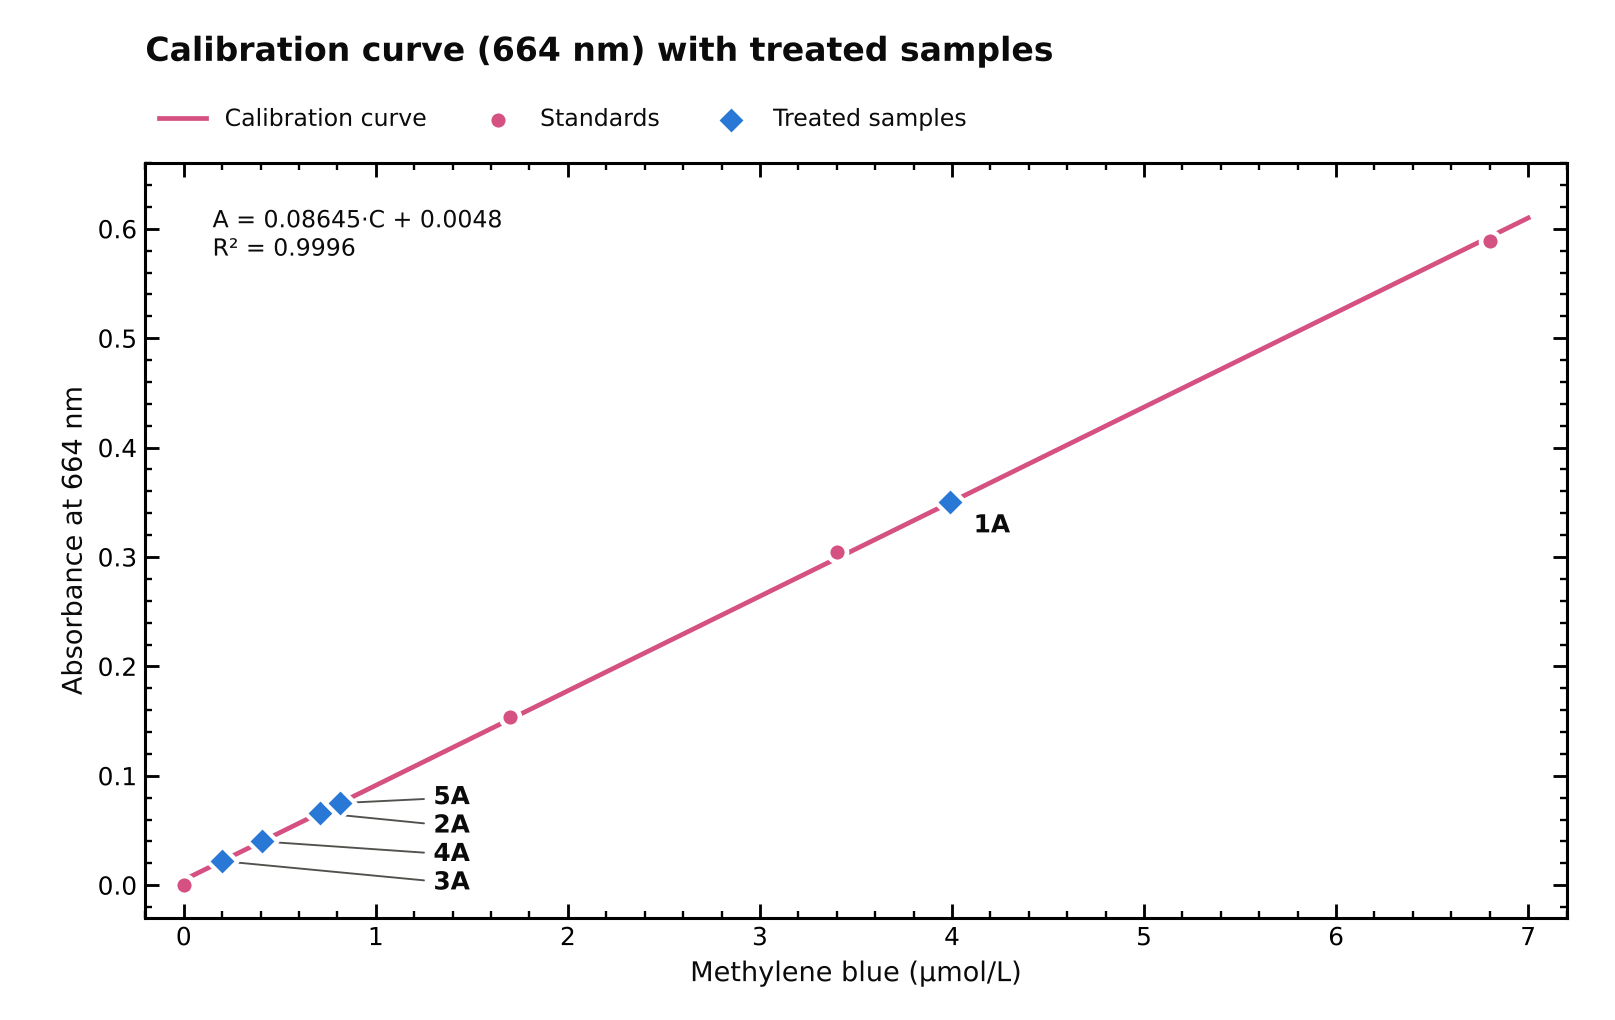 Calibration curve (664 nm) with treated samples
Calibration curve
Standards
Treated samples
A = 0.08645·C + 0.0048
R² = 0.9996
0.6
0.5
0.4
0.3
0.2
0.1
0.0
Absorbance at 664 nm
1A
5A
2A
4A
3A
0 1 2 3 4 5 6 7
Methylene blue (µmol/L)